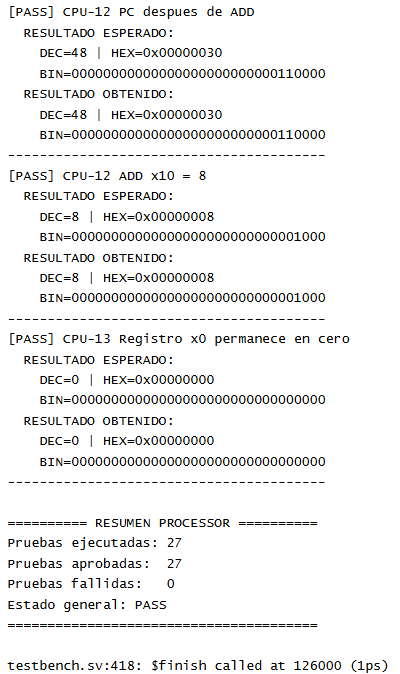 [PASS] CPU-12 PC despues de ADD
RESULTADO ESPERADO:
DEC=48 | HEX=0x00000030
BIN=00000000000000000000000000110000
RESULTADO OBTENIDO:
DEC=48 | HEX=0x00000030
BIN=00000000000000000000000000110000
----------------------------------------
[PASS] CPU-12 ADD x10 = 8
RESULTADO ESPERADO:
DEC=8 | HEX=0x00000008
BIN=00000000000000000000000000001000
RESULTADO OBTENIDO:
DEC=8 | HEX=0x00000008
BIN=00000000000000000000000000001000
----------------------------------------
[PASS] CPU-13 Registro x0 permanece en cero
RESULTADO ESPERADO:
DEC=0 | HEX=0x00000000
BIN=00000000000000000000000000000000
RESULTADO OBTENIDO:
DEC=0 | HEX=0x00000000
BIN=00000000000000000000000000000000
----------------------------------------
========== RESUMEN PROCESSOR ==========
Pruebas ejecutadas: 27
Pruebas aprobadas: 27
Pruebas fallidas: 0
Estado general: PASS
=======================================
testbench.sv:418: $finish called at 126000 (1ps)